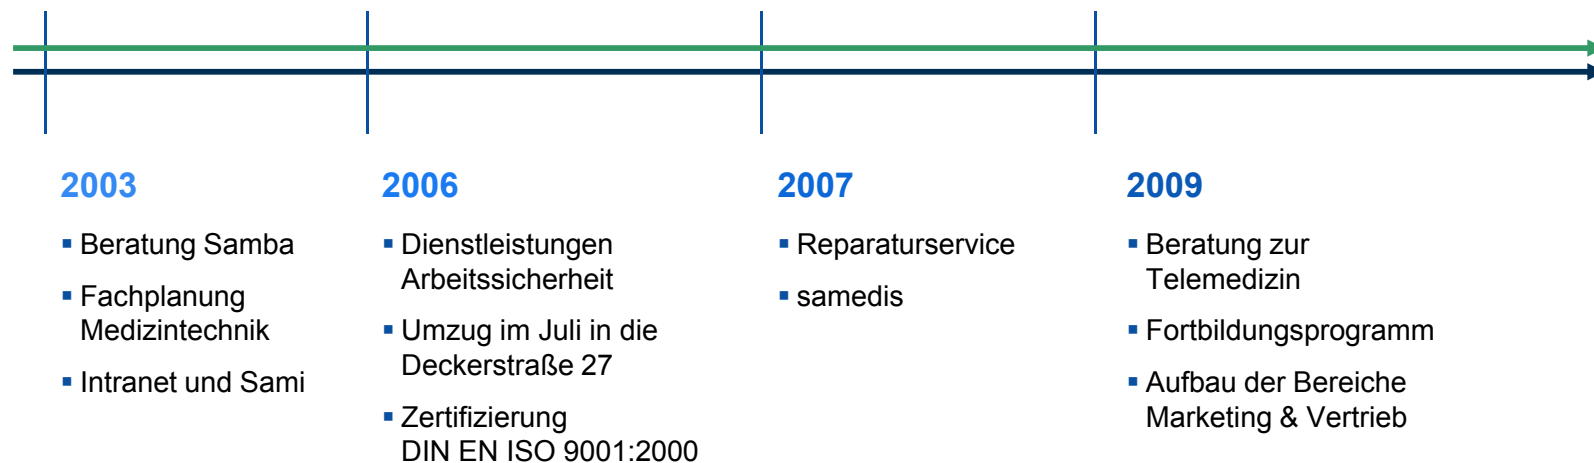 2003
▪ Beratung Samba
▪ Fachplanung
Medizintechnik
▪ Intranet und Sami
2006
▪ Dienstleistungen
Arbeitssicherheit
▪ Umzug im Juli in die
Deckerstraße 27
▪ Zertifizierung
DIN EN ISO 9001:2000
2007
▪ Reparaturservice
▪ samedis
2009
▪ Beratung zur
Telemedizin
▪ Fortbildungsprogramm
▪ Aufbau der Bereiche
Marketing & Vertrieb